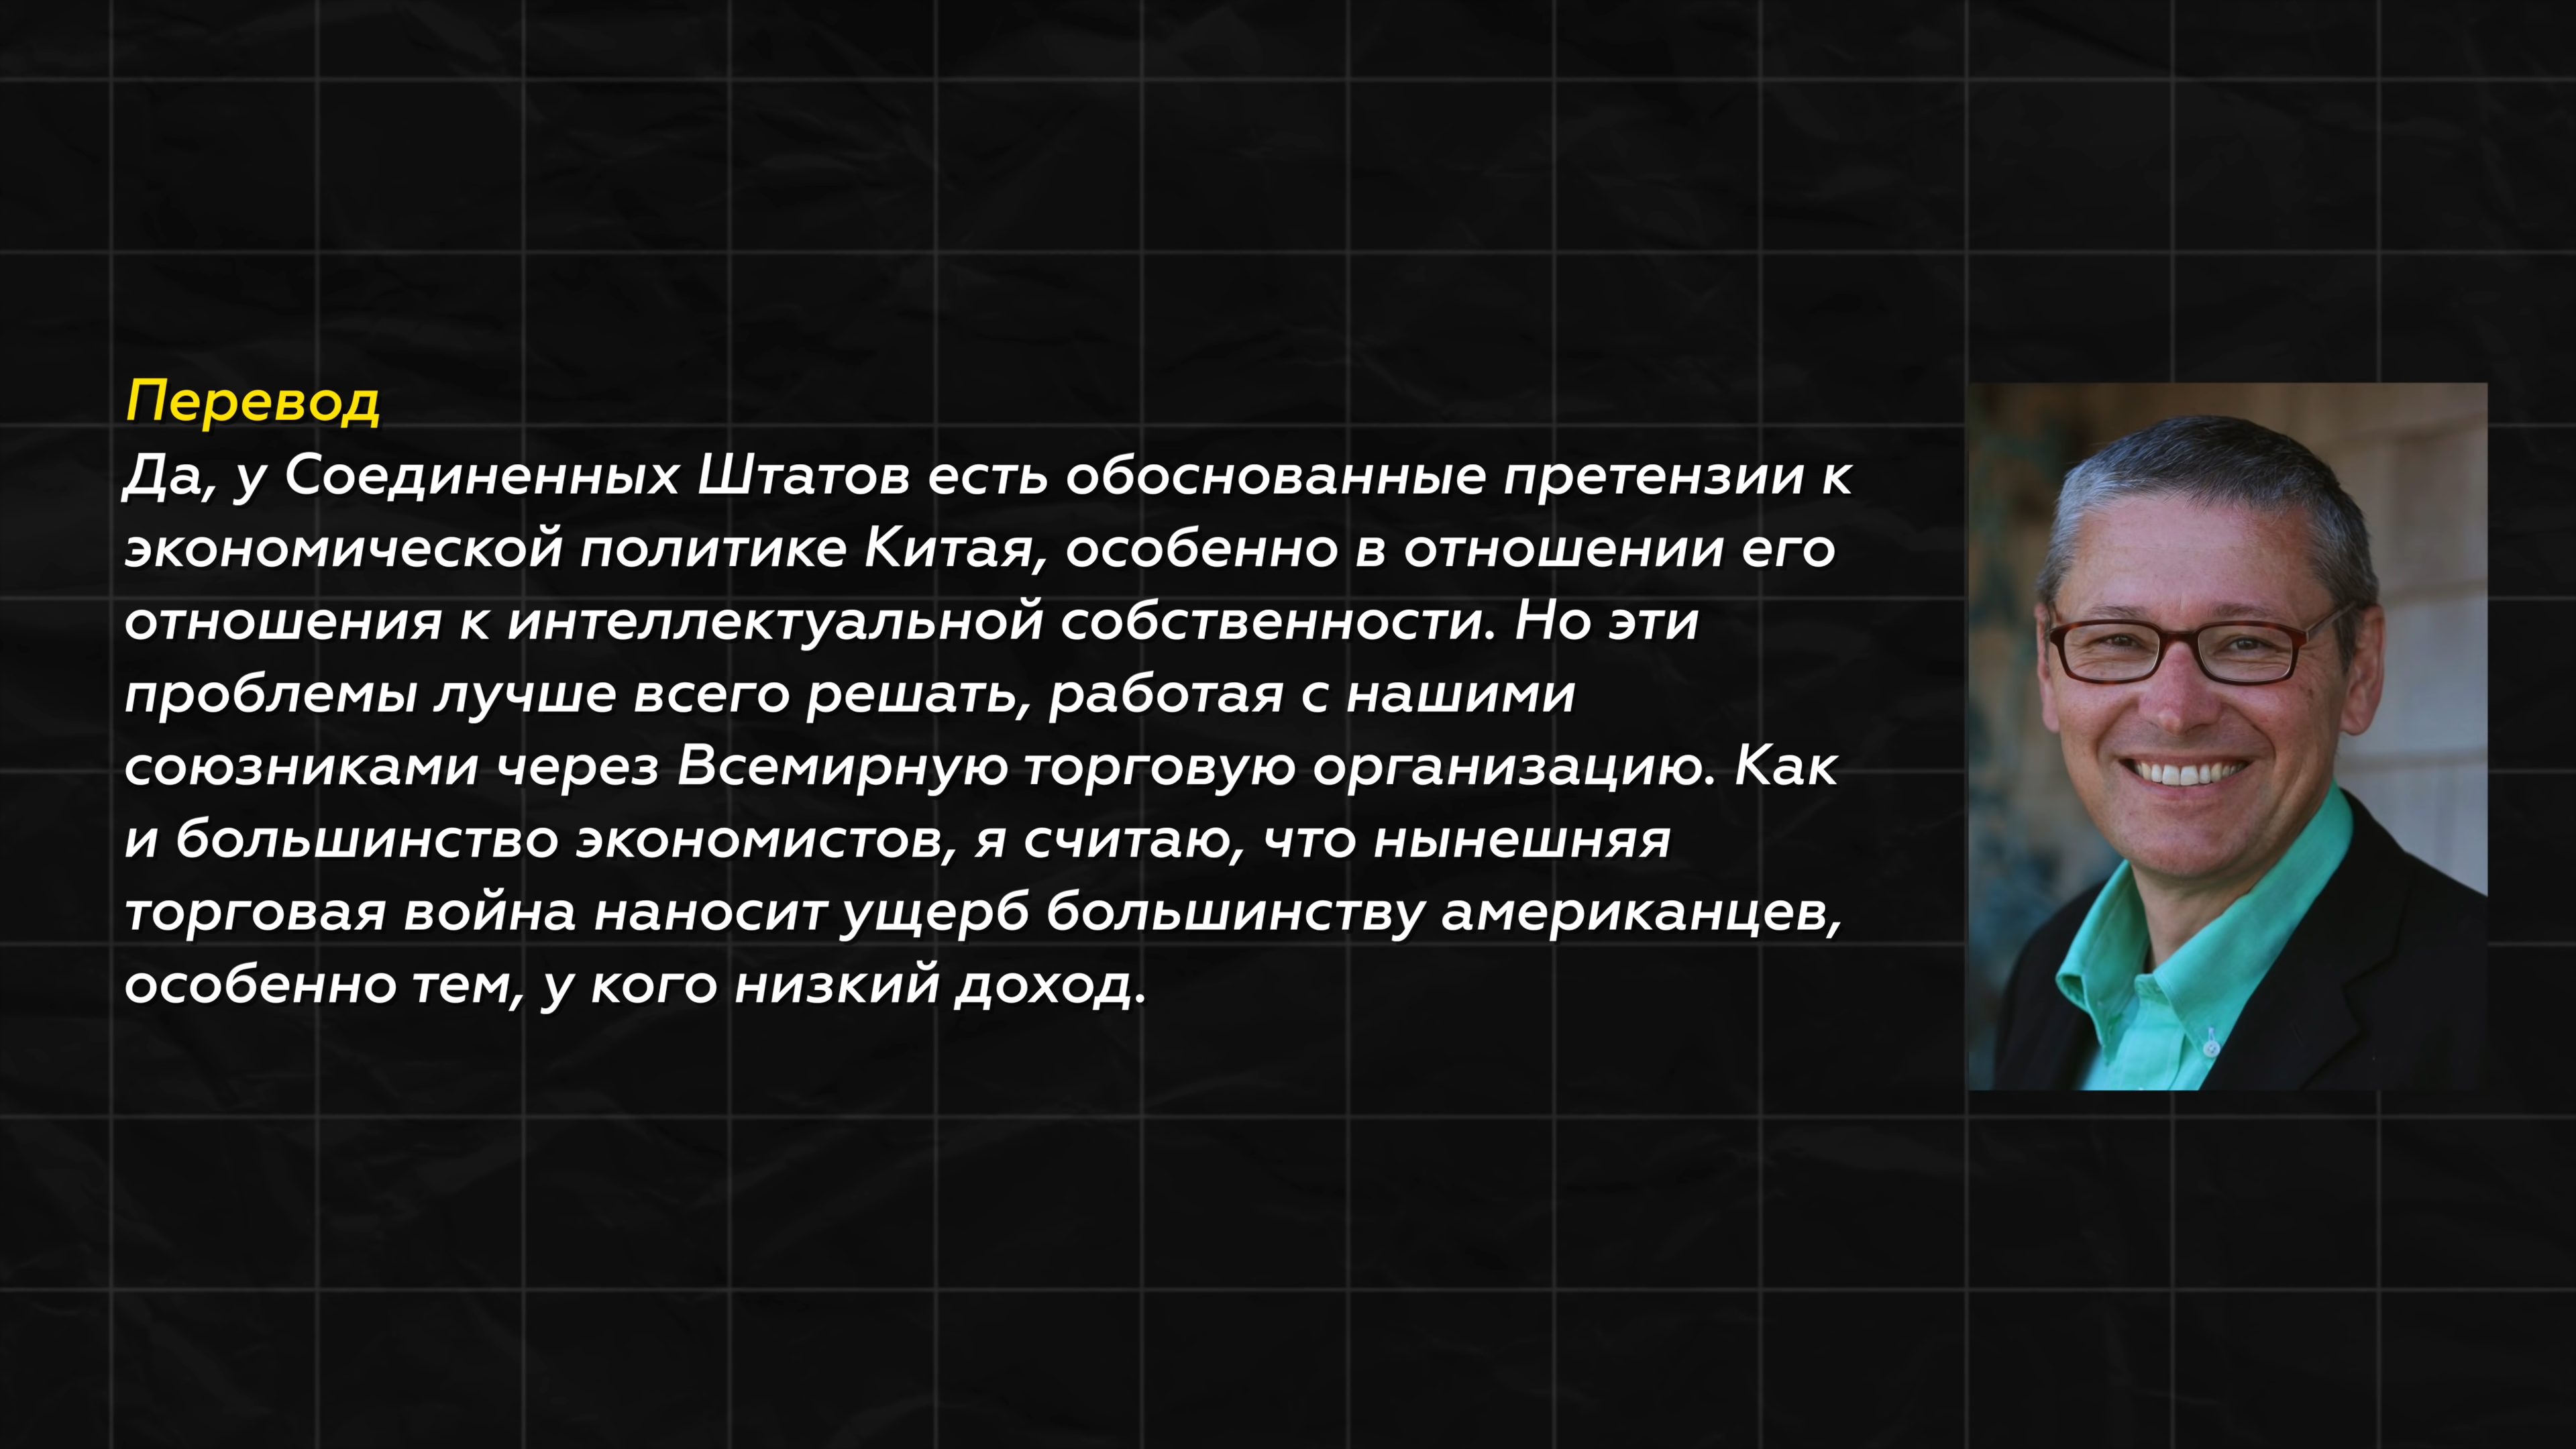 Перевод
Да, у Соединенных Штатов есть обоснованные претензии к
экономической политике Китая, особенно в отношении его
отношения к интеллектуальной собственности. Но эти
проблемы лучше всего решать, работая с нашими
союзниками через Всемирную торговую организацию. Как
и большинство экономистов, я считаю, что нынешняя
торговая война наносит ущерб большинству американцев,
особенно тем, у кого низкий доход.